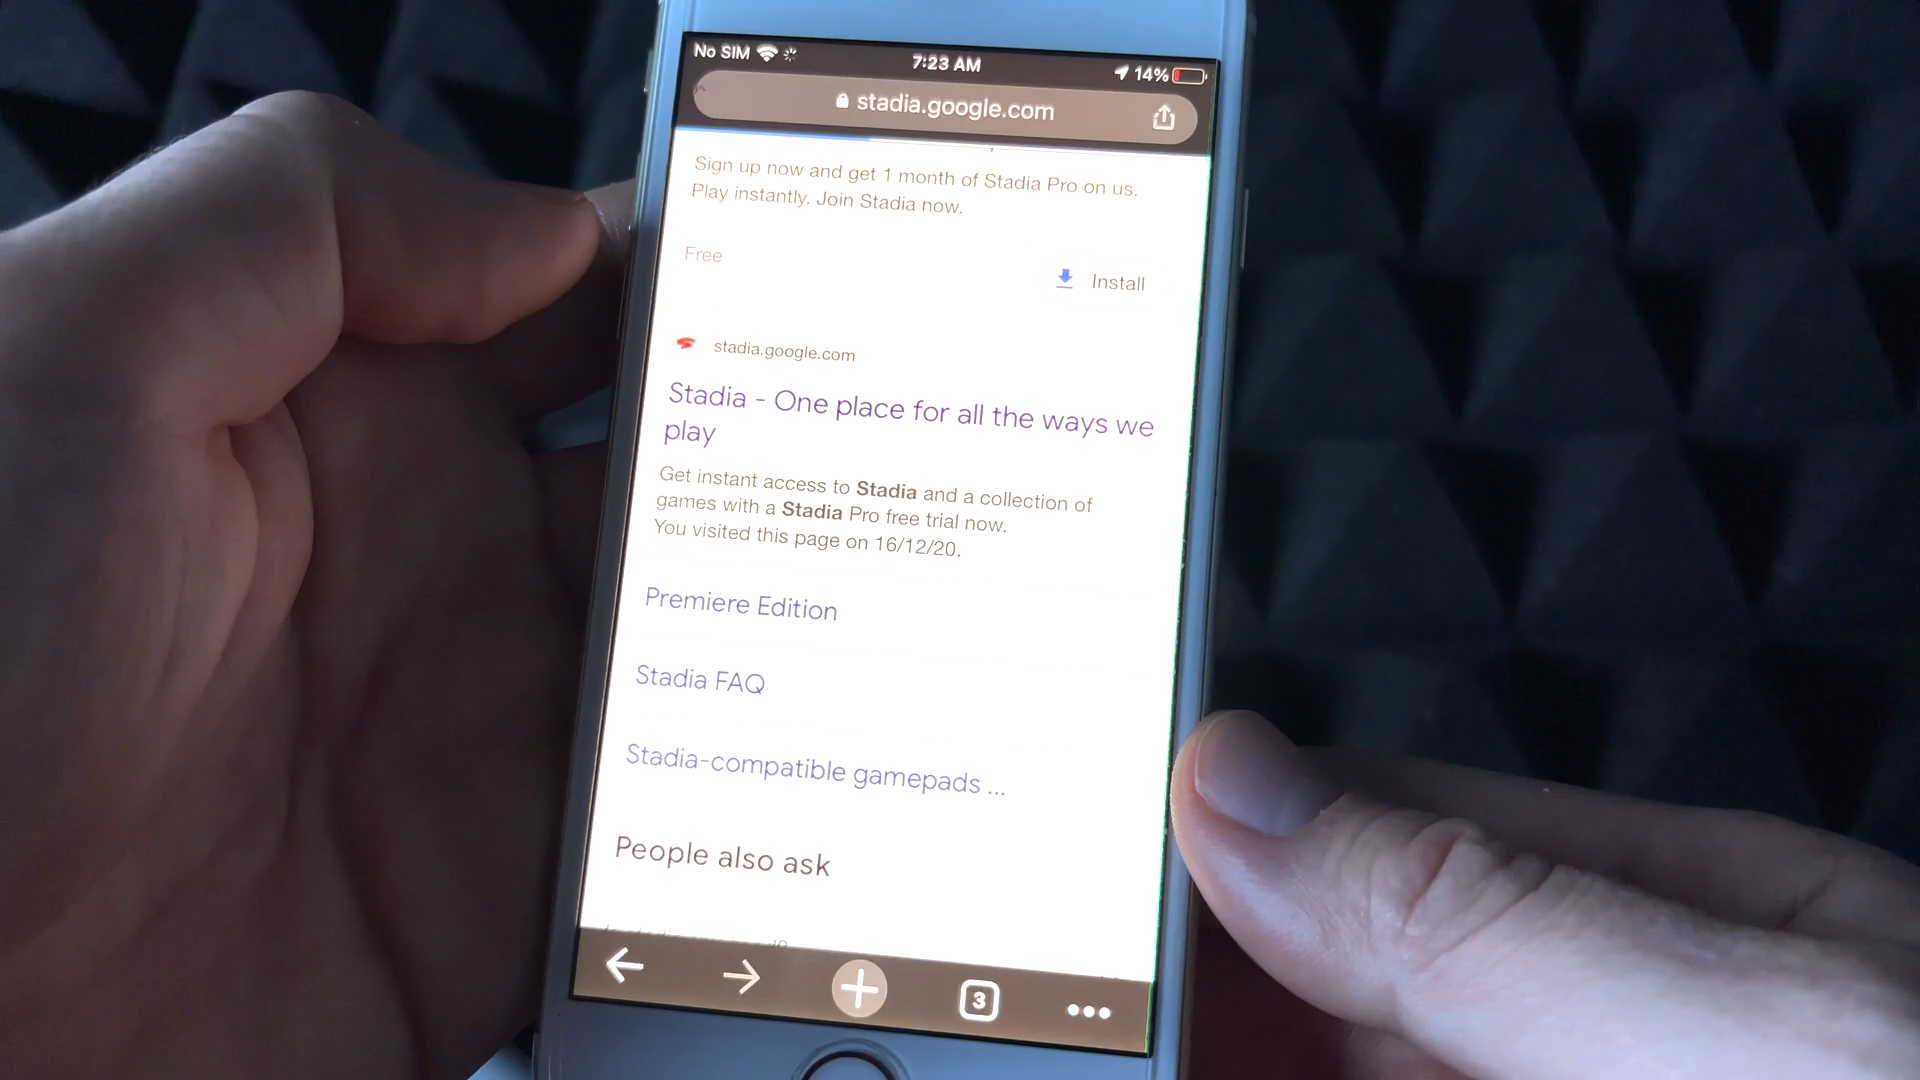 No SIM 7:23 AM 14%
stadia.google.com
Sign up now and get 1 month of Stadia Pro on us.
Play instantly. Join Stadia now.
Free
Install
stadia.google.com
Stadia - One place for all the ways we
play
Get instant access to Stadia and a collection of
games with a Stadia Pro free trial now.
You visited this page on 16/12/20.
Premiere Edition
Stadia FAQ
Stadia-compatible gamepads ...
People also ask
3